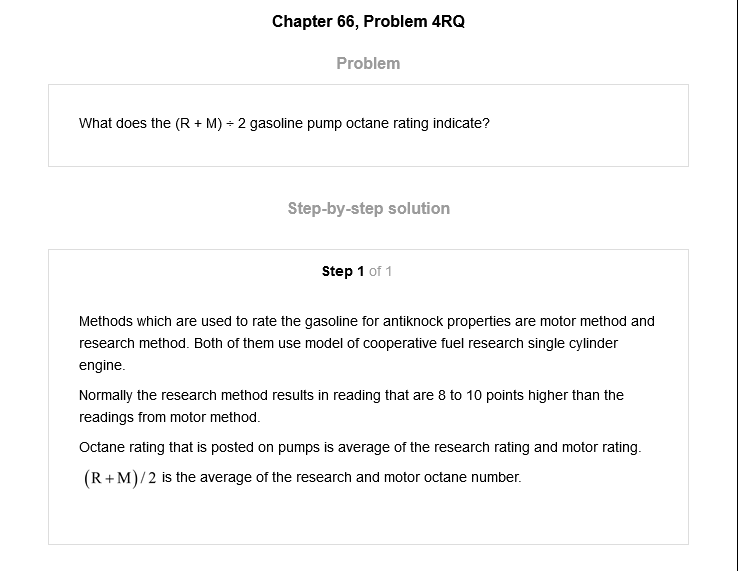 Chapter 66, Problem 4RQ
Problem
What does the (R + M) ÷ 2 gasoline pump octane rating indicate?
Step-by-step solution
Step 1 of 1
Methods which are used to rate the gasoline for antiknock properties are motor method and
research method. Both of them use model of cooperative fuel research single cylinder
engine.
Normally the research method results in reading that are 8 to 10 points higher than the
readings from motor method.
Octane rating that is posted on pumps is average of the research rating and motor rating.
(R+M)/2 is the average of the research and motor octane number.